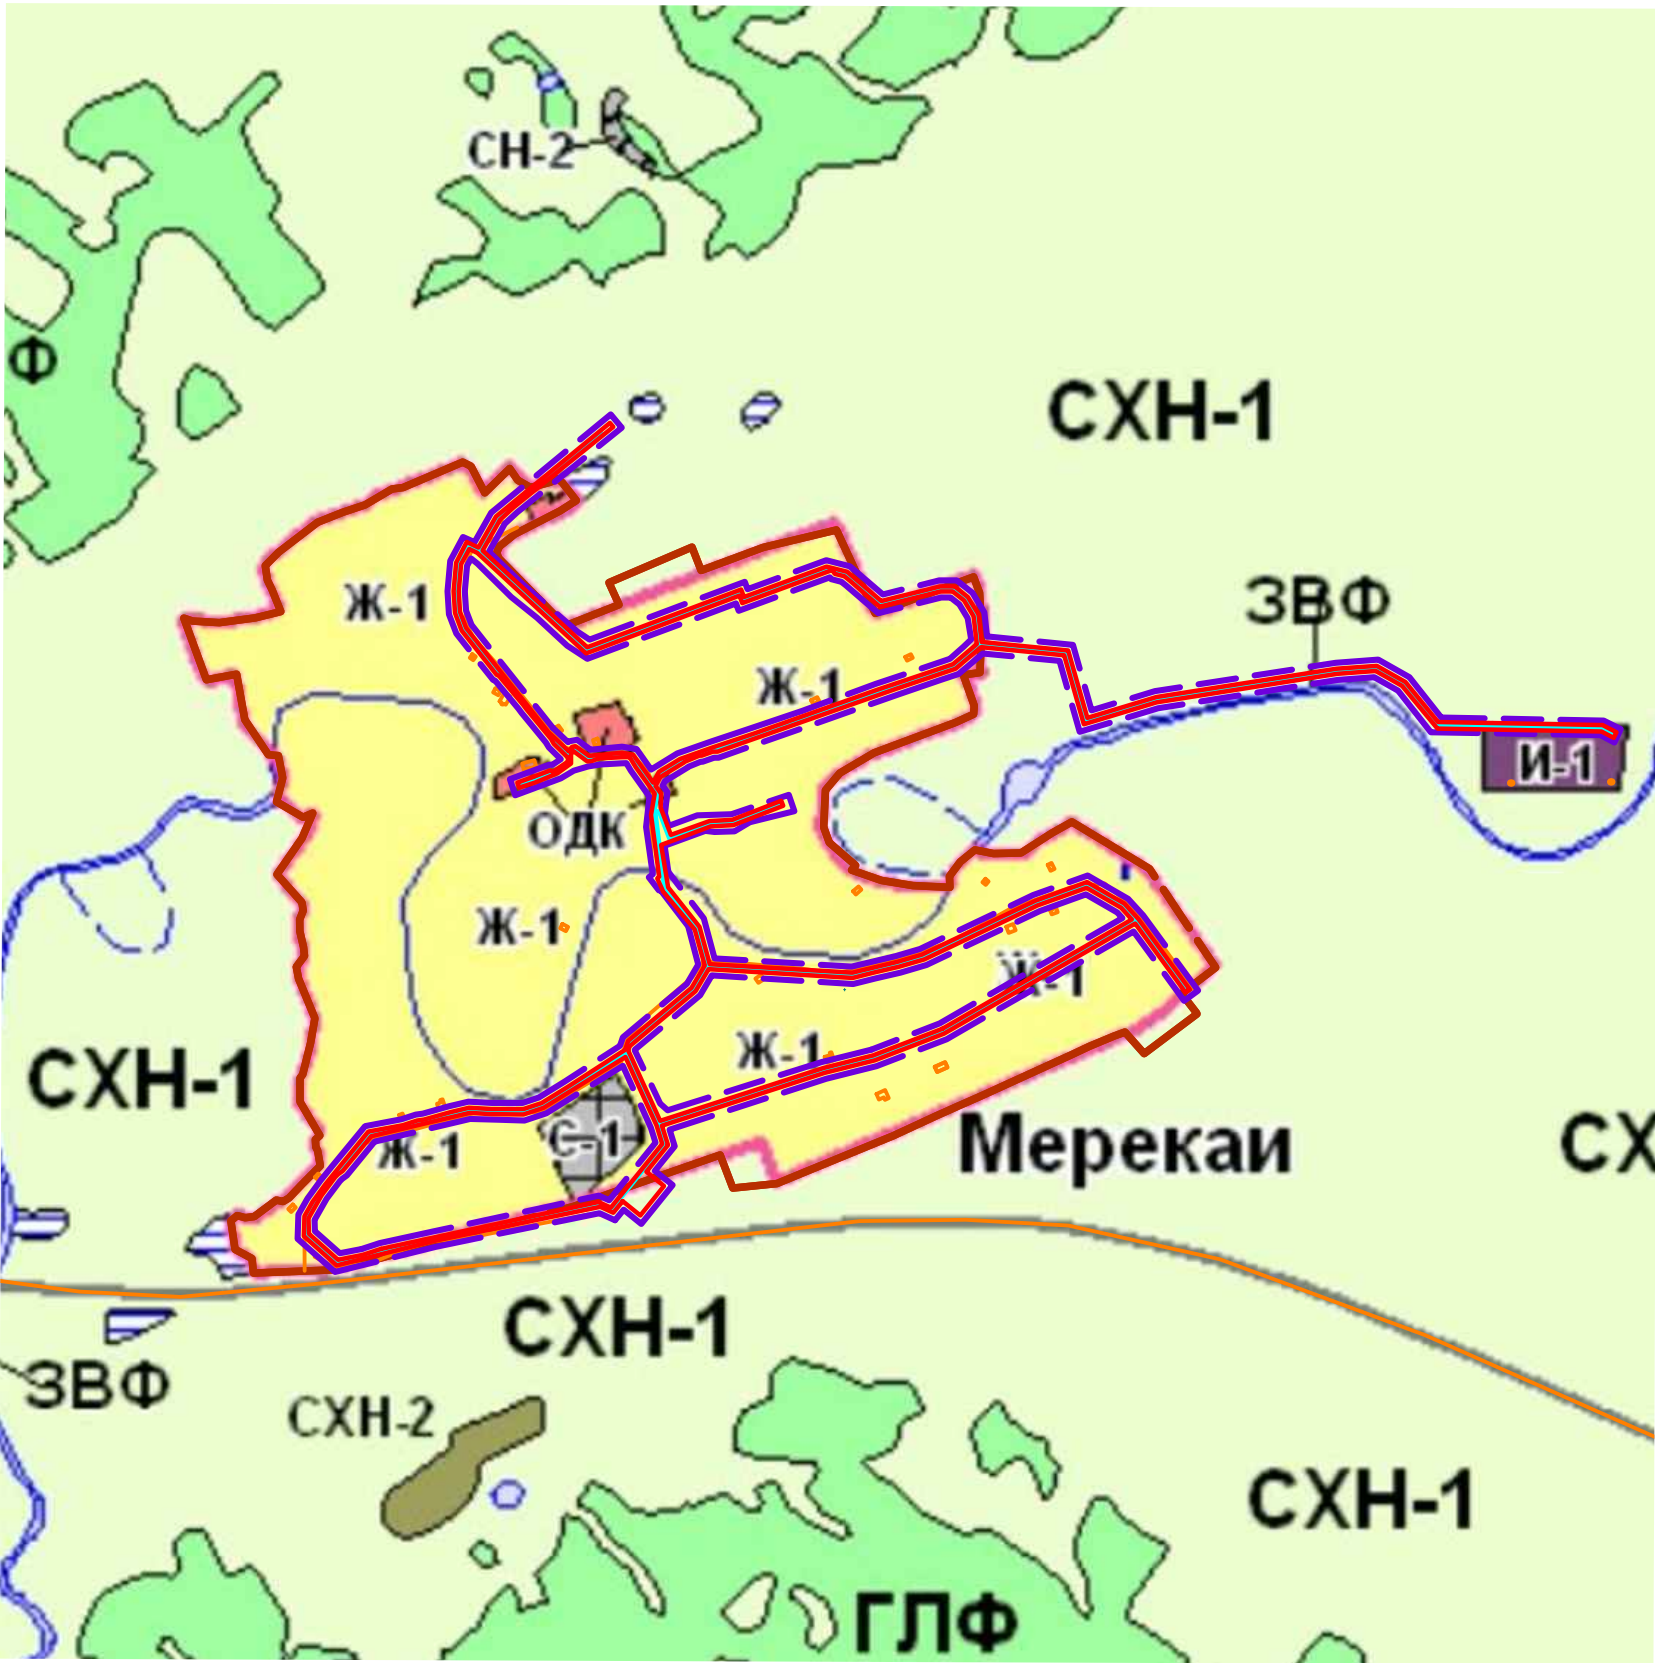 СН-2
Ф
СХН-1
Ж-1
ЗВФ
Ж-1
И-1
ОДК
Ж-1
Ж-1
Ж-1
СХН-1
Ж-1
С-1
Мерекаи
СХ
СХН-1
ЗВФ
СХН-2
СХН-1
ГЛФ